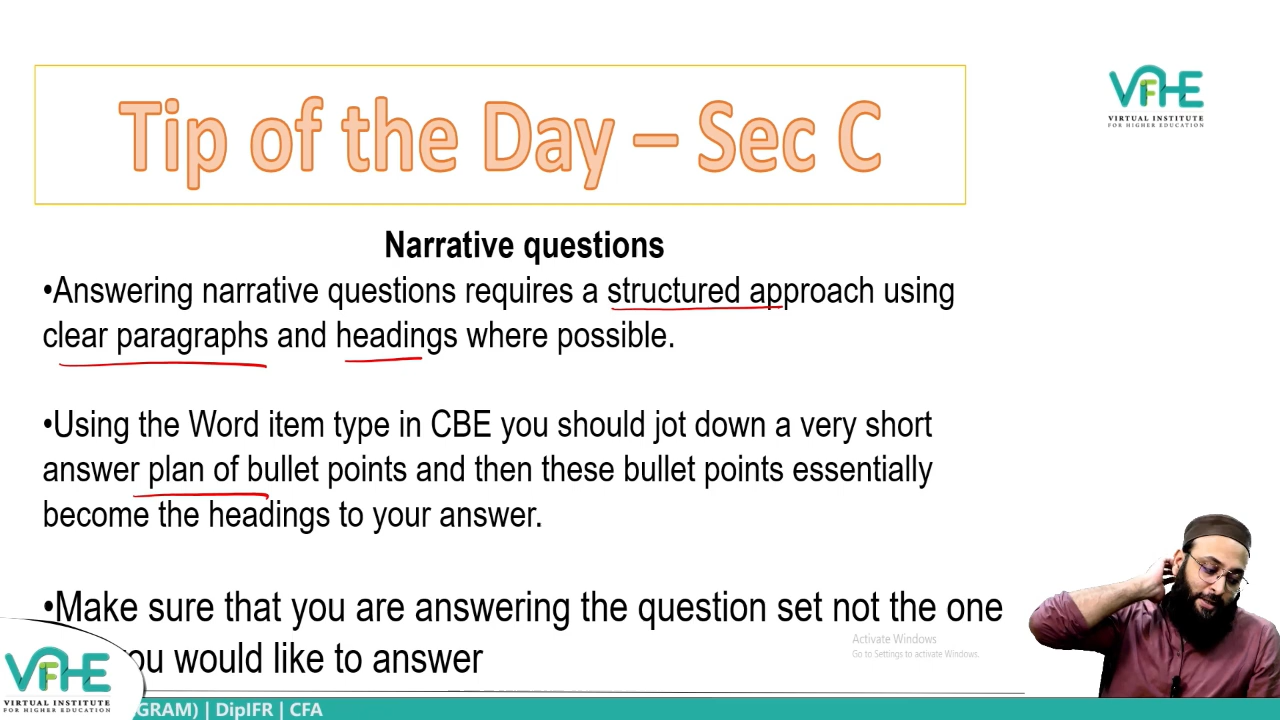 Tip of the Day – Sec C
VFHE
VIRTUAL INSTITUTE
FOR HIGHER EDUCATION
Narrative questions
•Answering narrative questions requires a structured approach using
clear paragraphs and headings where possible.
•Using the Word item type in CBE you should jot down a very short
answer plan of bullet points and then these bullet points essentially
become the headings to your answer.
•Make sure that you are answering the question set not the one
ou would like to answer
Activate Windows
Go to Settings to activate Windows.
VFHE
VIRTUAL INSTITUTE
FOR HIGHER EDUCATION
GRAM) | DipIFR | CFA